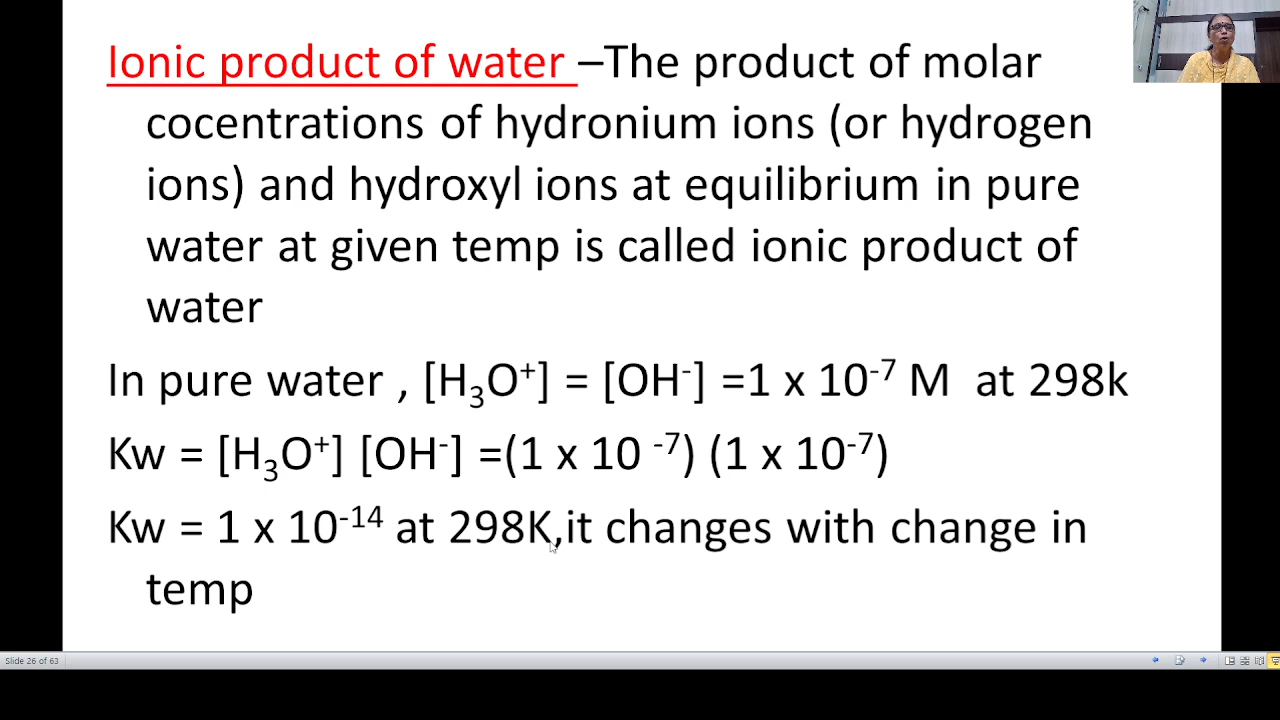 Ionic product of water –The product of molar
cocentrations of hydronium ions (or hydrogen
ions) and hydroxyl ions at equilibrium in pure
water at given temp is called ionic product of
water
In pure water , [H₃O⁺] = [OH⁻] =1 x 10⁻⁷ M at 298k
Kw = [H₃O⁺] [OH⁻] =(1 x 10 ⁻⁷) (1 x 10⁻⁷)
Kw = 1 x 10⁻¹⁴ at 298K,it changes with change in
temp
Slide 26 of 63